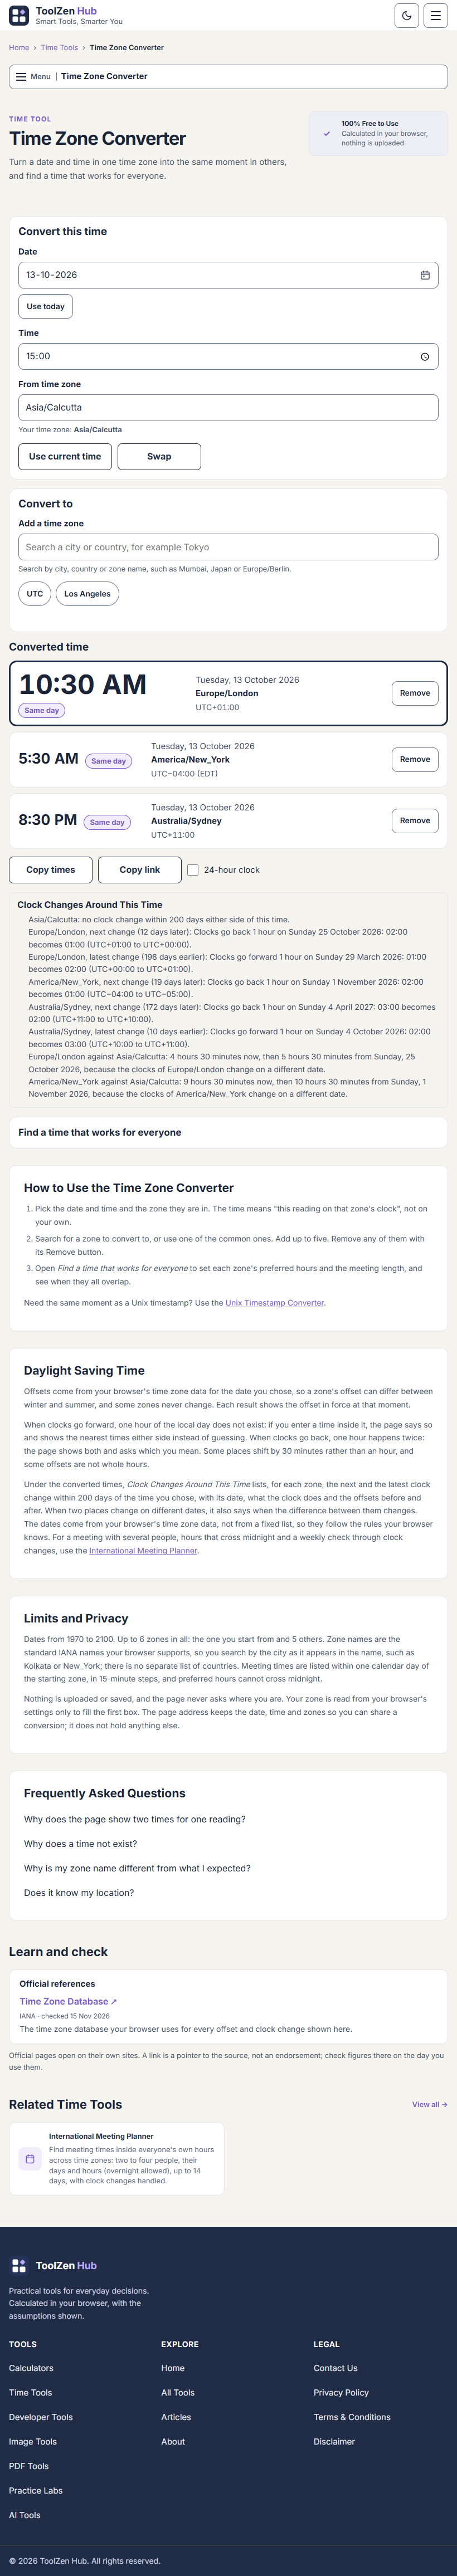 ToolZen Hub
Smart Tools, Smarter You
Home › Time Tools › Time Zone Converter
Menu | Time Zone Converter
TIME TOOL
Time Zone Converter
Turn a date and time in one time zone into the same moment in others,
and find a time that works for everyone.
100% Free to Use
Calculated in your browser,
nothing is uploaded
Convert this time
Date
13-10-2026
Use today
Time
15:00
From time zone
Asia/Calcutta
Your time zone: Asia/Calcutta
Use current time
Swap
Convert to
Add a time zone
Search a city or country, for example Tokyo
Search by city, country or zone name, such as Mumbai, Japan or Europe/Berlin.
UTC
Los Angeles
Converted time
10:30 AM
Same day
Tuesday, 13 October 2026
Europe/London
UTC+01:00
Remove
5:30 AM
Same day
Tuesday, 13 October 2026
America/New_York
UTC−04:00 (EDT)
Remove
8:30 PM
Same day
Tuesday, 13 October 2026
Australia/Sydney
UTC+11:00
Remove
Copy times
Copy link
24-hour clock
Clock Changes Around This Time
Asia/Calcutta: no clock change within 200 days either side of this time.
Europe/London, next change (12 days later): Clocks go back 1 hour on Sunday 25 October 2026: 02:00
becomes 01:00 (UTC+01:00 to UTC+00:00).
Europe/London, latest change (198 days earlier): Clocks go forward 1 hour on Sunday 29 March 2026: 01:00
becomes 02:00 (UTC+00:00 to UTC+01:00).
America/New_York, next change (19 days later): Clocks go back 1 hour on Sunday 1 November 2026: 02:00
becomes 01:00 (UTC−04:00 to UTC−05:00).
Australia/Sydney, next change (172 days later): Clocks go back 1 hour on Sunday 4 April 2027: 03:00 becomes
02:00 (UTC+11:00 to UTC+10:00).
Australia/Sydney, latest change (10 days earlier): Clocks go forward 1 hour on Sunday 4 October 2026: 02:00
becomes 03:00 (UTC+10:00 to UTC+11:00).
Europe/London against Asia/Calcutta: 4 hours 30 minutes now, then 5 hours 30 minutes from Sunday, 25
October 2026, because the clocks of Europe/London change on a different date.
America/New_York against Asia/Calcutta: 9 hours 30 minutes now, then 10 hours 30 minutes from Sunday, 1
November 2026, because the clocks of America/New_York change on a different date.
Find a time that works for everyone
How to Use the Time Zone Converter
1. Pick the date and time and the zone they are in. The time means "this reading on that zone's clock", not on
your own.
2. Search for a zone to convert to, or use one of the common ones. Add up to five. Remove any of them with
its Remove button.
3. Open Find a time that works for everyone to set each zone's preferred hours and the meeting length, and
see when they all overlap.
Need the same moment as a Unix timestamp? Use the Unix Timestamp Converter.
Daylight Saving Time
Offsets come from your browser's time zone data for the date you chose, so a zone's offset can differ between
winter and summer, and some zones never change. Each result shows the offset in force at that moment.
When clocks go forward, one hour of the local day does not exist: if you enter a time inside it, the page says so
and shows the nearest times either side instead of guessing. When clocks go back, one hour happens twice:
the page shows both and asks which you mean. Some places shift by 30 minutes rather than an hour, and
some offsets are not whole hours.
Under the converted times, Clock Changes Around This Time lists, for each zone, the next and the latest clock
change within 200 days of the time you chose, with its date, what the clock does and the offsets before and
after. When two places change on different dates, it also says when the difference between them changes.
The dates come from your browser's time zone data, not from a fixed list, so they follow the rules your browser
knows. For a meeting with several people, hours that cross midnight and a weekly check through clock
changes, use the International Meeting Planner.
Limits and Privacy
Dates from 1970 to 2100. Up to 6 zones in all: the one you start from and 5 others. Zone names are the
standard IANA names your browser supports, so you search by the city as it appears in the name, such as
Kolkata or New_York; there is no separate list of countries. Meeting times are listed within one calendar day of
the starting zone, in 15-minute steps, and preferred hours cannot cross midnight.
Nothing is uploaded or saved, and the page never asks where you are. Your zone is read from your browser's
settings only to fill the first box. The page address keeps the date, time and zones so you can share a
conversion; it does not hold anything else.
Frequently Asked Questions
Why does the page show two times for one reading?
Why does a time not exist?
Why is my zone name different from what I expected?
Does it know my location?
Learn and check
Official references
Time Zone Database ↗
IANA · checked 15 Nov 2026
The time zone database your browser uses for every offset and clock change shown here.
Official pages open on their own sites. A link is a pointer to the source, not an endorsement; check figures there on the day you
use them.
Related Time Tools
View all →
International Meeting Planner
Find meeting times inside everyone's own hours
across time zones: two to four people, their
days and hours (overnight allowed), up to 14
days, with clock changes handled.
ToolZen Hub
Practical tools for everyday decisions.
Calculated in your browser, with the
assumptions shown.
TOOLS
Calculators
Time Tools
Developer Tools
Image Tools
PDF Tools
Practice Labs
AI Tools
EXPLORE
Home
All Tools
Articles
About
LEGAL
Contact Us
Privacy Policy
Terms & Conditions
Disclaimer
© 2026 ToolZen Hub. All rights reserved.